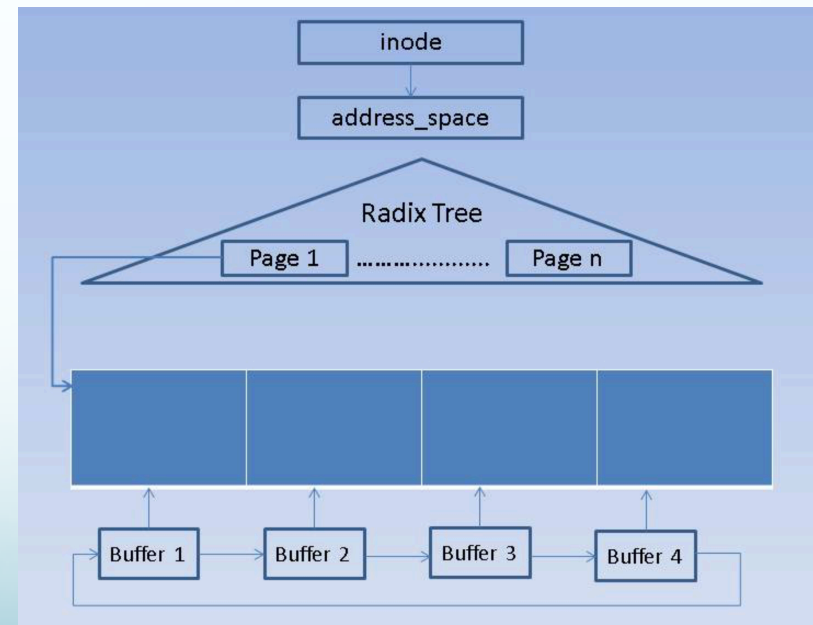 inode
address_space
Radix Tree
Page 1 ...................... Page n
Buffer 1
Buffer 2
Buffer 3
Buffer 4